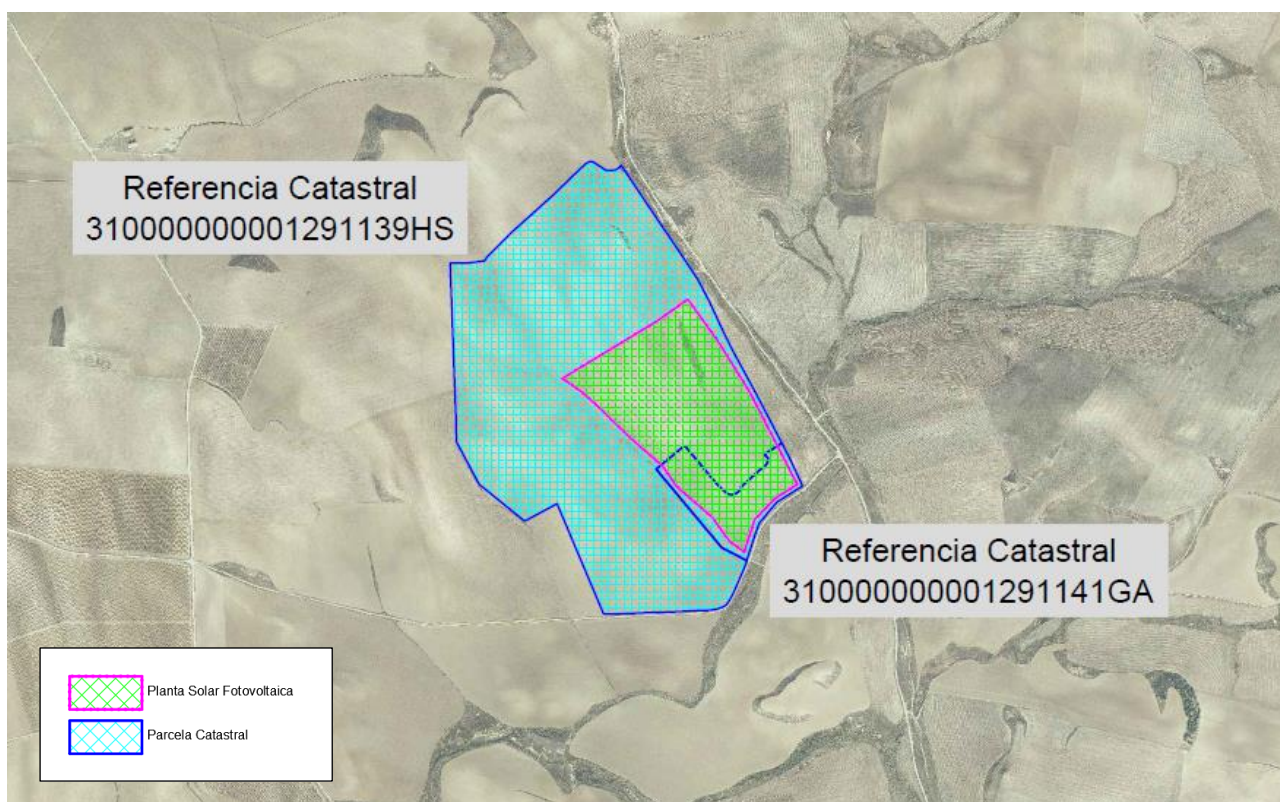 Referencia Catastral
310000000001291139HS
Referencia Catastral
310000000001291141GA
Planta Solar Fotovoltaica
Parcela Catastral